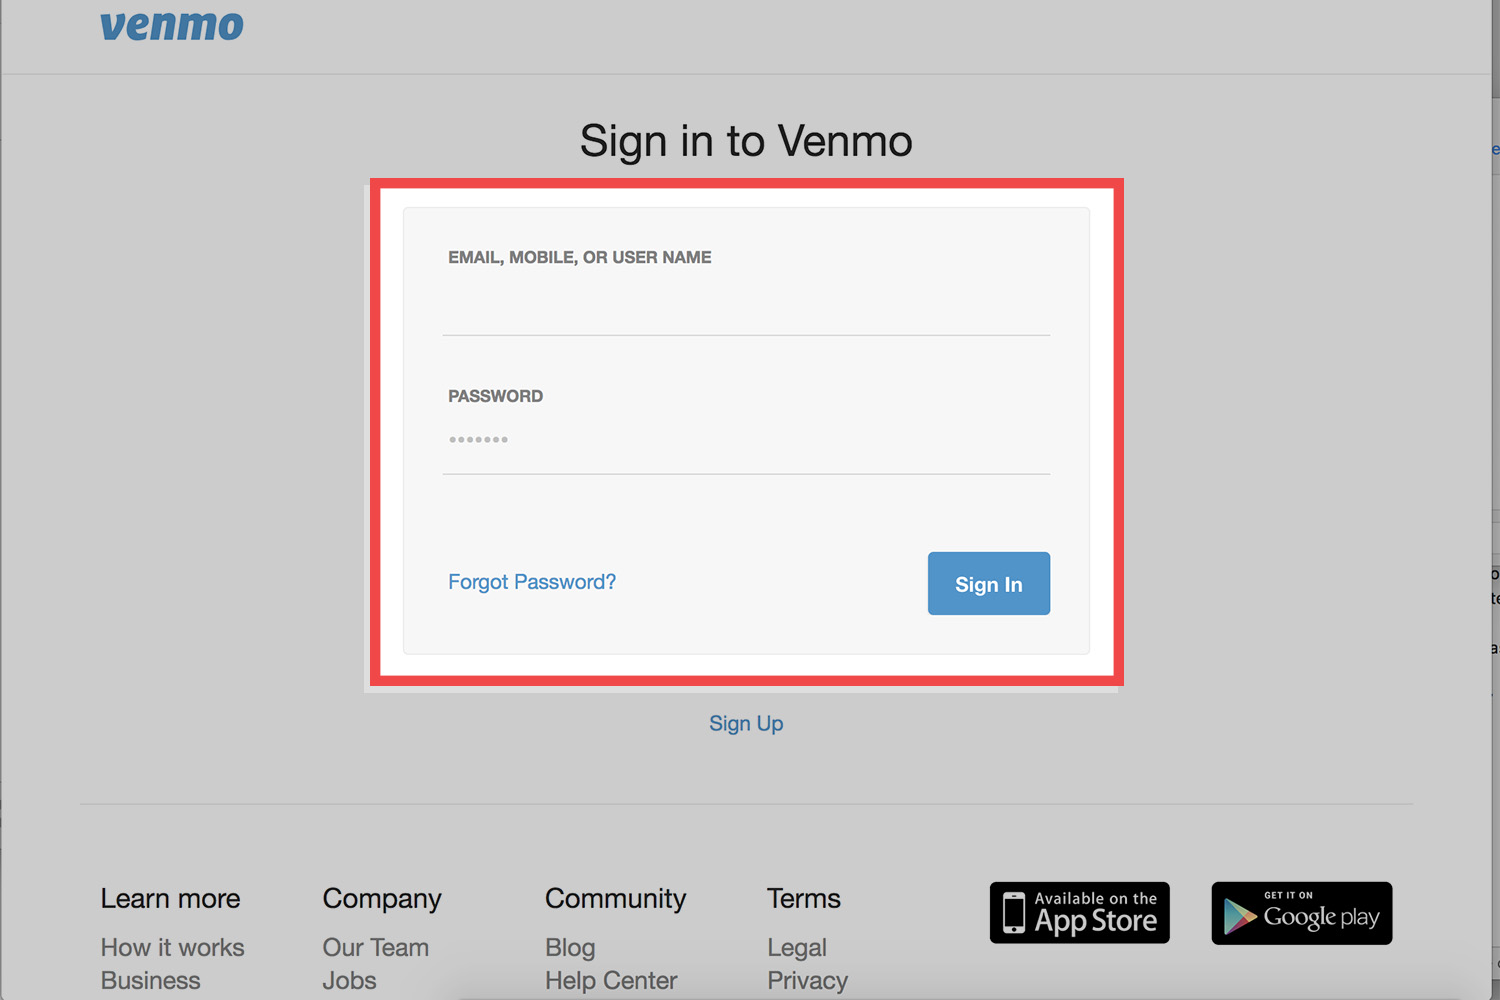 venmo
Sign in to Venmo
EMAIL, MOBILE, OR USER NAME
PASSWORD
Forgot Password?
Sign In
Sign Up
Learn more
Company
Community
Terms
How it works
Our Team
Blog
Legal
Business
Jobs
Help Center
Privacy
Available on the
App Store
GET IT ON
Google play